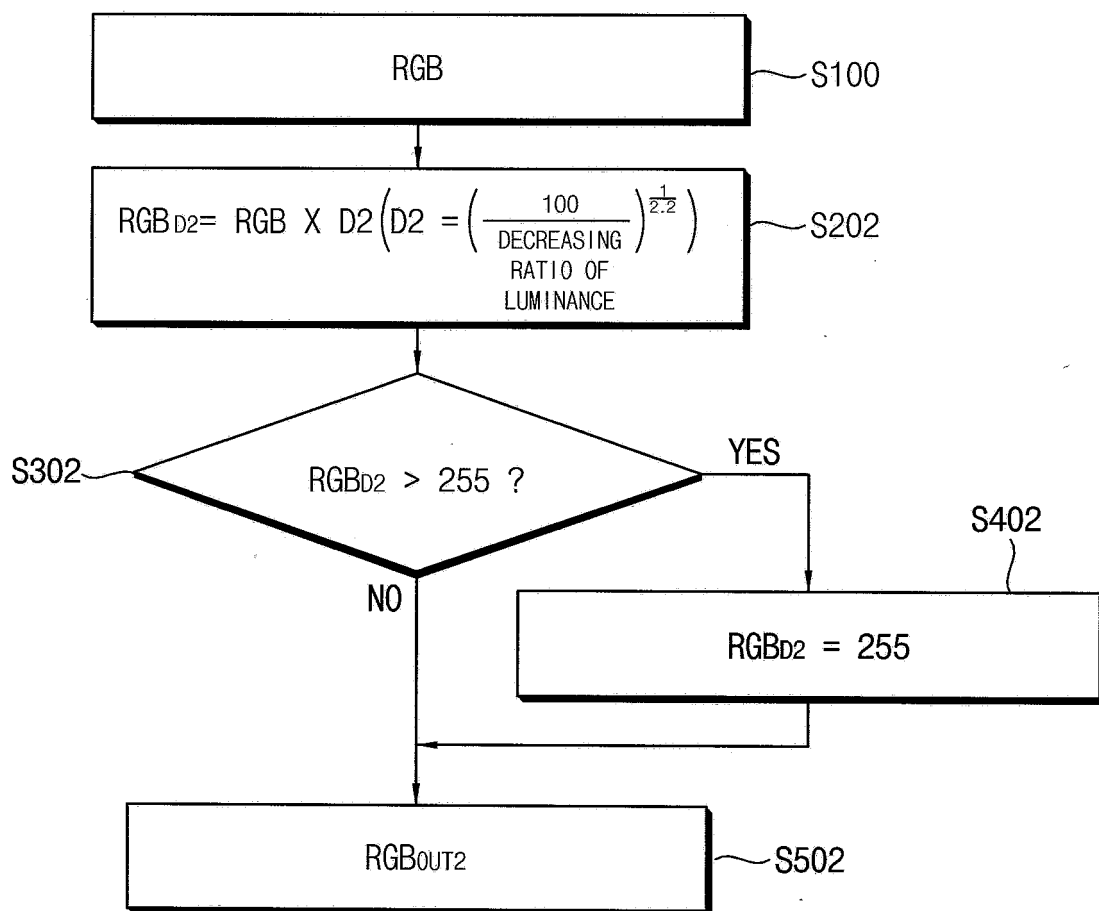 RGB
S100
RGBD2= RGB X D2(D2 = (100/DECREASING RATIO OF LUMINANCE)^1/2.2)
S202
S302
RGBD2 > 255 ?
YES
S402
NO
RGBD2 = 255
RGBOUT2
S502